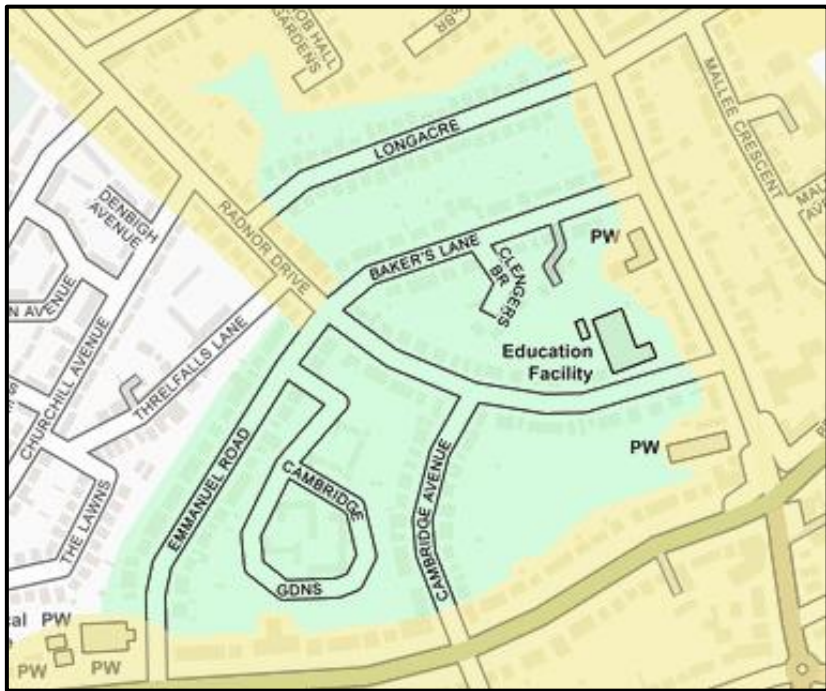 GARDENS
MALLEE CRESCENT
LONGACRE
DENBIGH
AVENUE
RADNOR DRIVE
BAKER'S LANE
CLENGERS
BR
PW
AVENUE
CHURCHILL AVENUE
THRELFALLS LANE
Education
Facility
EMMANUEL ROAD
CAMBRIDGE
GDNS
CAMBRIDGE AVENUE
PW
THE LAWNS
PW
PW
PW